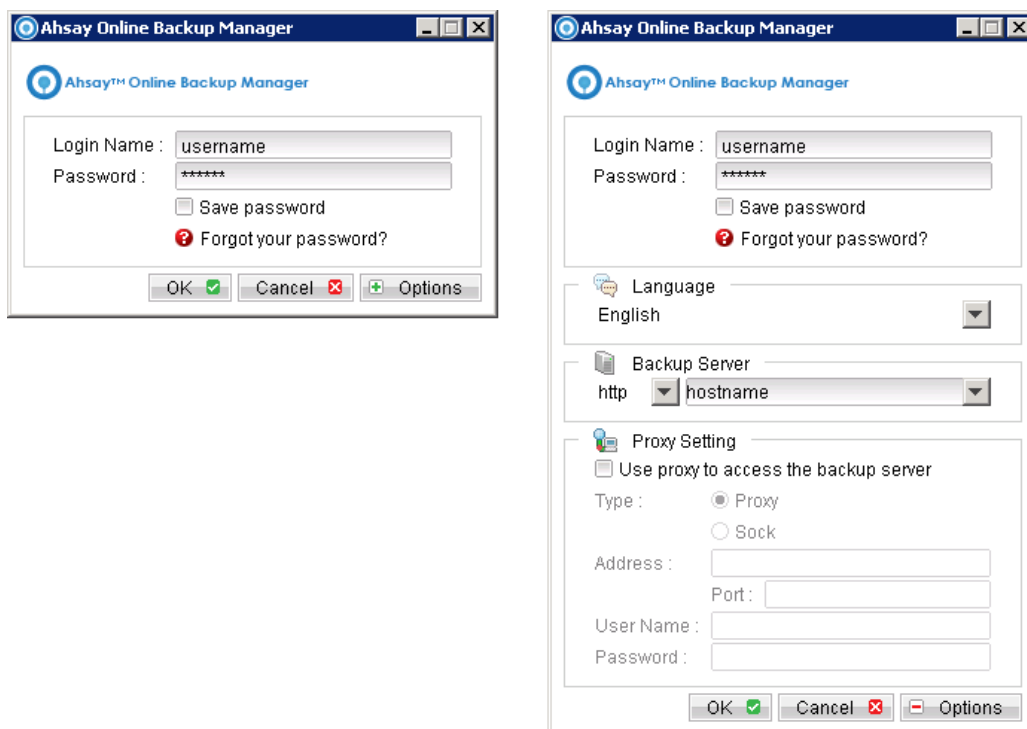 Ahsay Online Backup Manager
Ahsay™ Online Backup Manager
Login Name : username
Password : ******
Save password
Forgot your password?
OK Cancel Options
Ahsay Online Backup Manager
Ahsay™ Online Backup Manager
Login Name : username
Password : ******
Save password
Forgot your password?
Language
English
Backup Server
http hostname
Proxy Setting
Use proxy to access the backup server
Type : Proxy
Sock
Address :
Port :
User Name :
Password :
OK Cancel Options